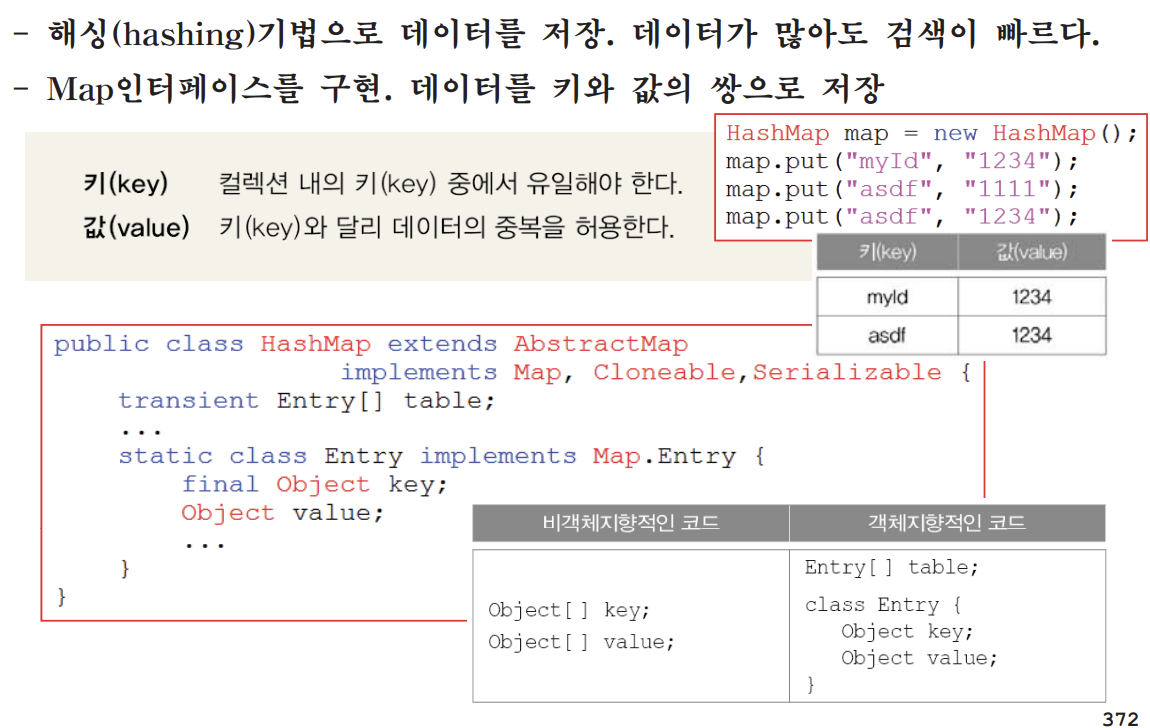 - 해싱(hashing)기법으로 데이터를 저장. 데이터가 많아도 검색이 빠르다.
- Map인터페이스를 구현. 데이터를 키와 값의 쌍으로 저장
키(key) 컬렉션 내의 키(key) 중에서 유일해야 한다.
값(value) 키(key)와 달리 데이터의 중복을 허용한다.
HashMap map = new HashMap();
map.put("myId", "1234");
map.put("asdf", "1111");
map.put("asdf", "1234");
키(key) 값(value)
myId 1234
asdf 1234
public class HashMap extends AbstractMap
implements Map, Cloneable,Serializable {
transient Entry[] table;
...
static class Entry implements Map.Entry {
final Object key;
Object value;
...
}
}
비객체지향적인 코드 객체지향적인 코드
Object[] key;
Object[] value;
Entry[] table;
class Entry {
Object key;
Object value;
}
372